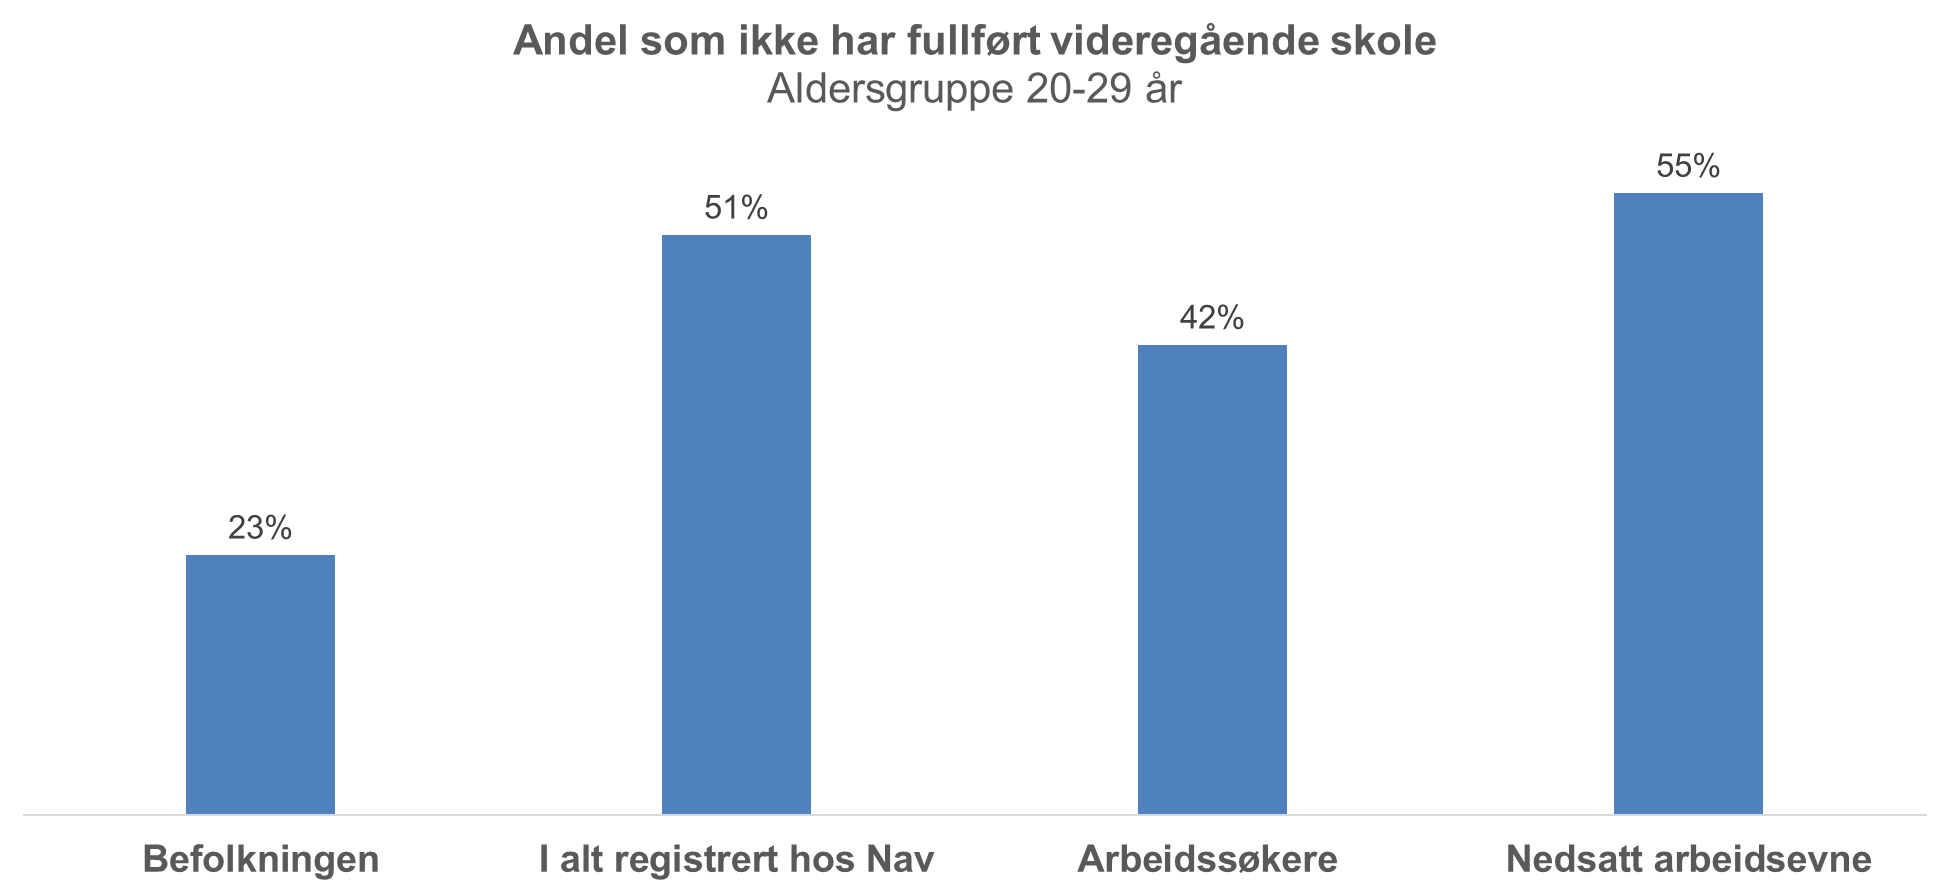 Andel som ikke har fullført videregående skole
Aldersgruppe 20-29 år
55%
51%
42%
23%
Befolkningen
I alt registrert hos Nav
Arbeidssøkere
Nedsatt arbeidsevne